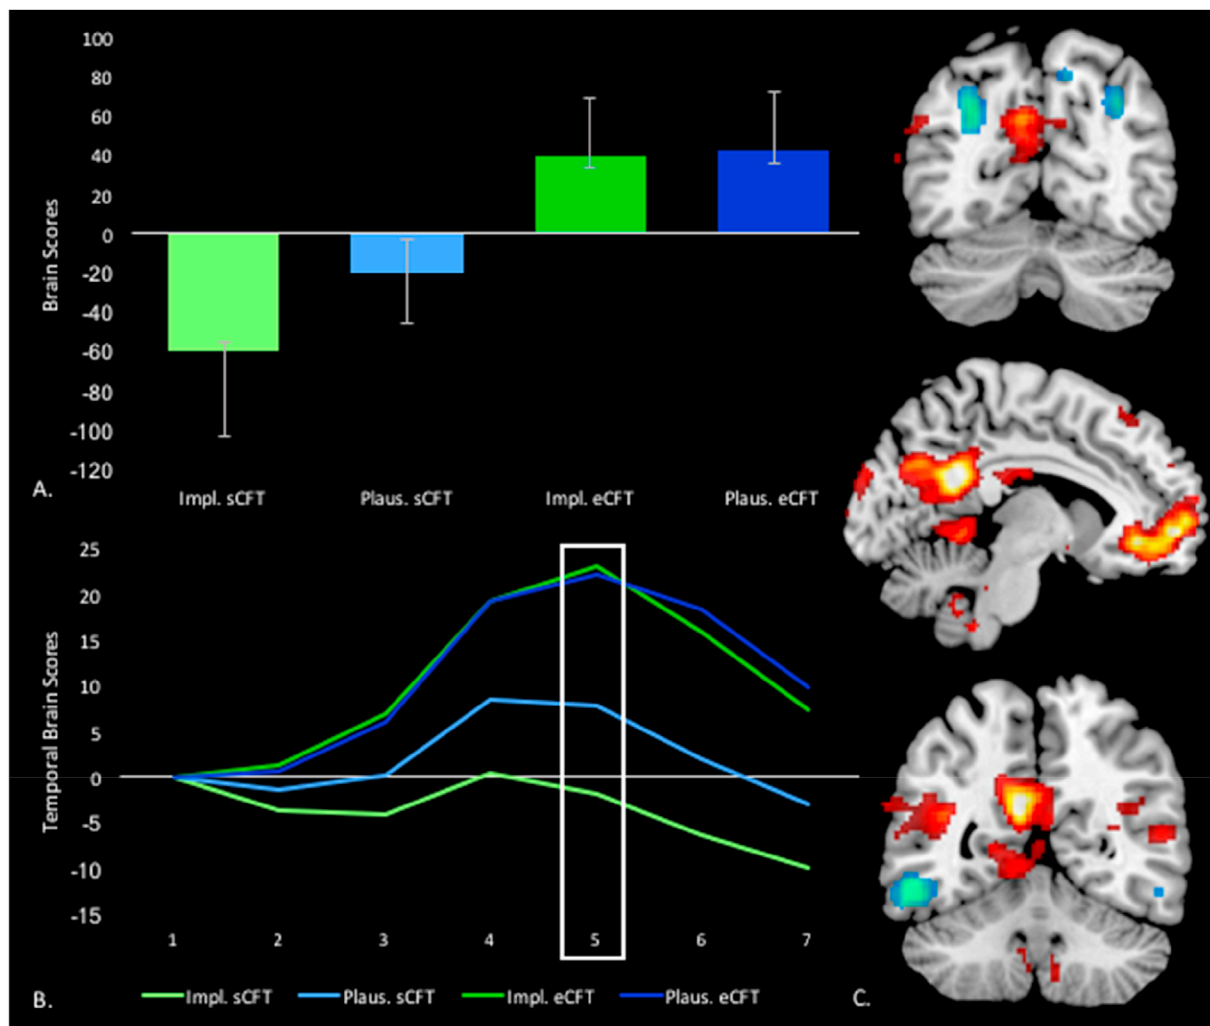 100
80
60
40
20
0
-20
-40
-60
-80
-100
-120
Brain Scores
A.
Impl. sCFT Plaus. sCFT Impl. eCFT Plaus. eCFT
25
20
15
10
5
0
-5
-10
-15
Temporal Brain Scores
1 2 3 4 5 6 7
B.
Impl. sCFT Plaus. sCFT Impl. eCFT Plaus. eCFT
C.